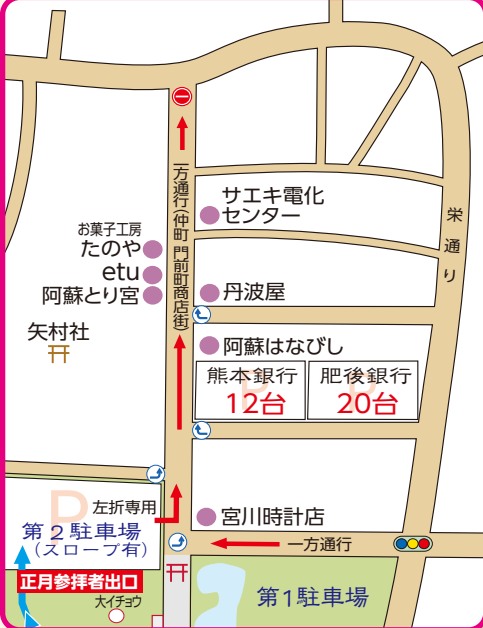 サエキ電化
センター
栄通り
一方通行(仲町 門前町商店街)
お菓子工房
たのや
etu
阿蘇とり宮
丹波屋
矢村社
阿蘇はなびし
熊本銀行
12台
肥後銀行
20台
P
P
P
左折専用
第2駐車場
(スロープ有)
宮川時計店
一方通行
正月参拝者出口
大イチョウ
第1駐車場